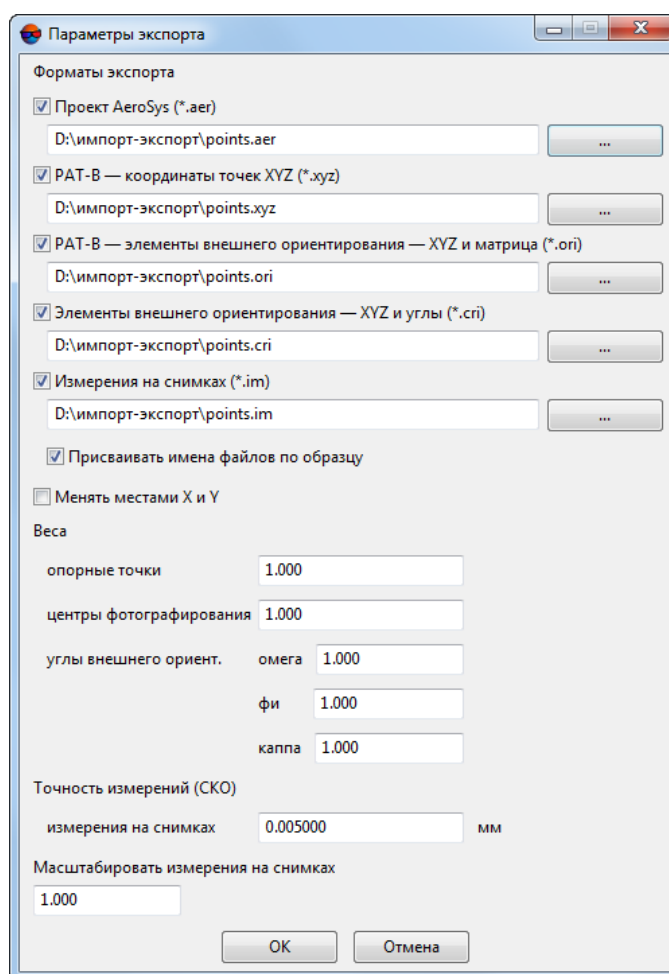 Параметры экспорта
Форматы экспорта
Проект AeroSys (*.aer)
D:\импорт-экспорт\points.aer ...
PAT-B — координаты точек XYZ (*.xyz)
D:\импорт-экспорт\points.xyz ...
PAT-B — элементы внешнего ориентирования — XYZ и матрица (*.ori)
D:\импорт-экспорт\points.ori ...
Элементы внешнего ориентирования — XYZ и углы (*.cri)
D:\импорт-экспорт\points.cri ...
Измерения на снимках (*.im)
D:\импорт-экспорт\points.im ...
Присваивать имена файлов по образцу
Менять местами X и Y
Веса
опорные точки 1.000
центры фотографирования 1.000
углы внешнего ориент. омега 1.000
фи 1.000
каппа 1.000
Точность измерений (СКО)
измерения на снимках 0.005000 мм
Масштабировать измерения на снимках
1.000
OK Отмена